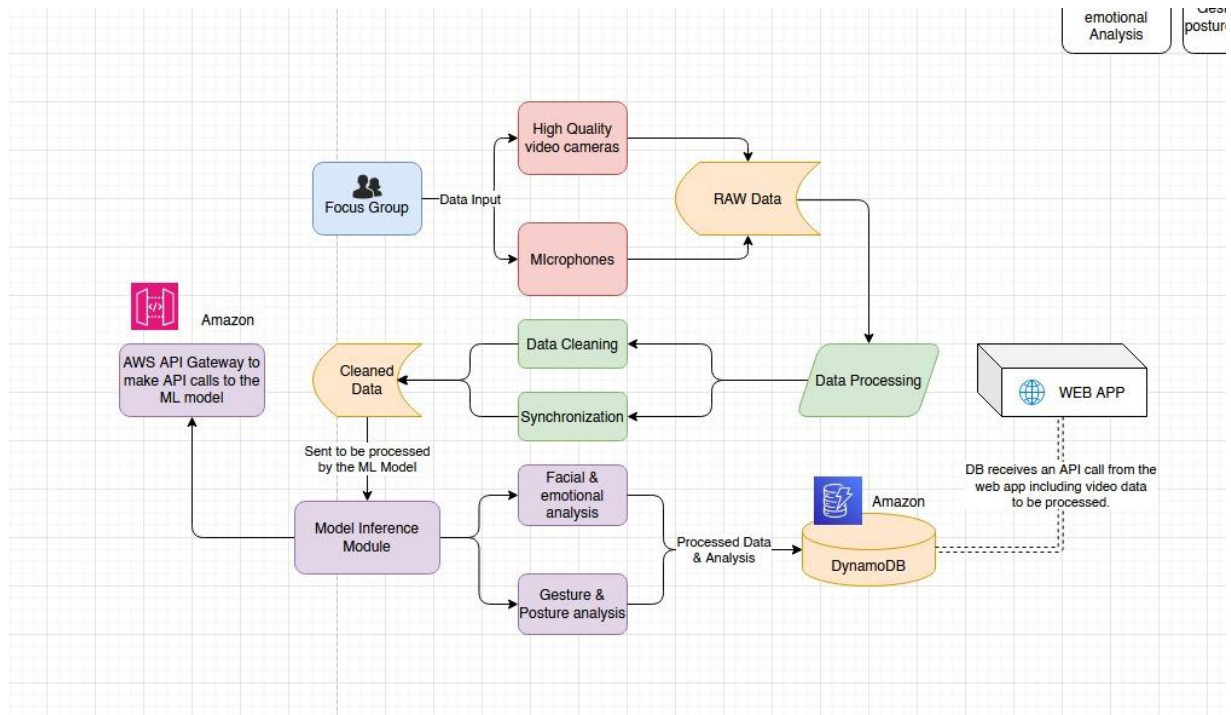 emotional
Analysis
posture
High Quality
video cameras
Focus Group
Data Input
RAW Data
MIcrophones
Amazon
AWS API Gateway to
make API calls to the
ML model
Cleaned
Data
Data Cleaning
Synchronization
Data Processing
WEB APP
Sent to be processed
by the ML Model
DB receives an API call from the
web app including video data
to be processed.
Model Inference
Module
Facial &
emotional
analysis
Gesture &
Posture analysis
Processed Data
& Analysis
Amazon
DynamoDB